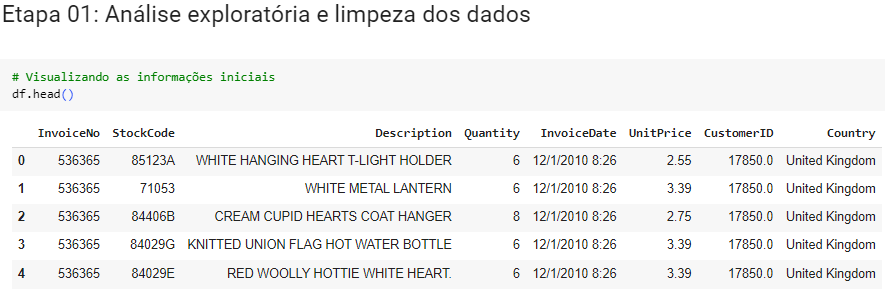 Etapa 01: Análise exploratória e limpeza dos dados
# Visualizando as informações iniciais
df.head()
InvoiceNo StockCode Description Quantity InvoiceDate UnitPrice CustomerID Country
0 536365 85123A WHITE HANGING HEART T-LIGHT HOLDER 6 12/1/2010 8:26 2.55 17850.0 United Kingdom
1 536365 71053 WHITE METAL LANTERN 6 12/1/2010 8:26 3.39 17850.0 United Kingdom
2 536365 84406B CREAM CUPID HEARTS COAT HANGER 8 12/1/2010 8:26 2.75 17850.0 United Kingdom
3 536365 84029G KNITTED UNION FLAG HOT WATER BOTTLE 6 12/1/2010 8:26 3.39 17850.0 United Kingdom
4 536365 84029E RED WOOLLY HOTTIE WHITE HEART. 6 12/1/2010 8:26 3.39 17850.0 United Kingdom